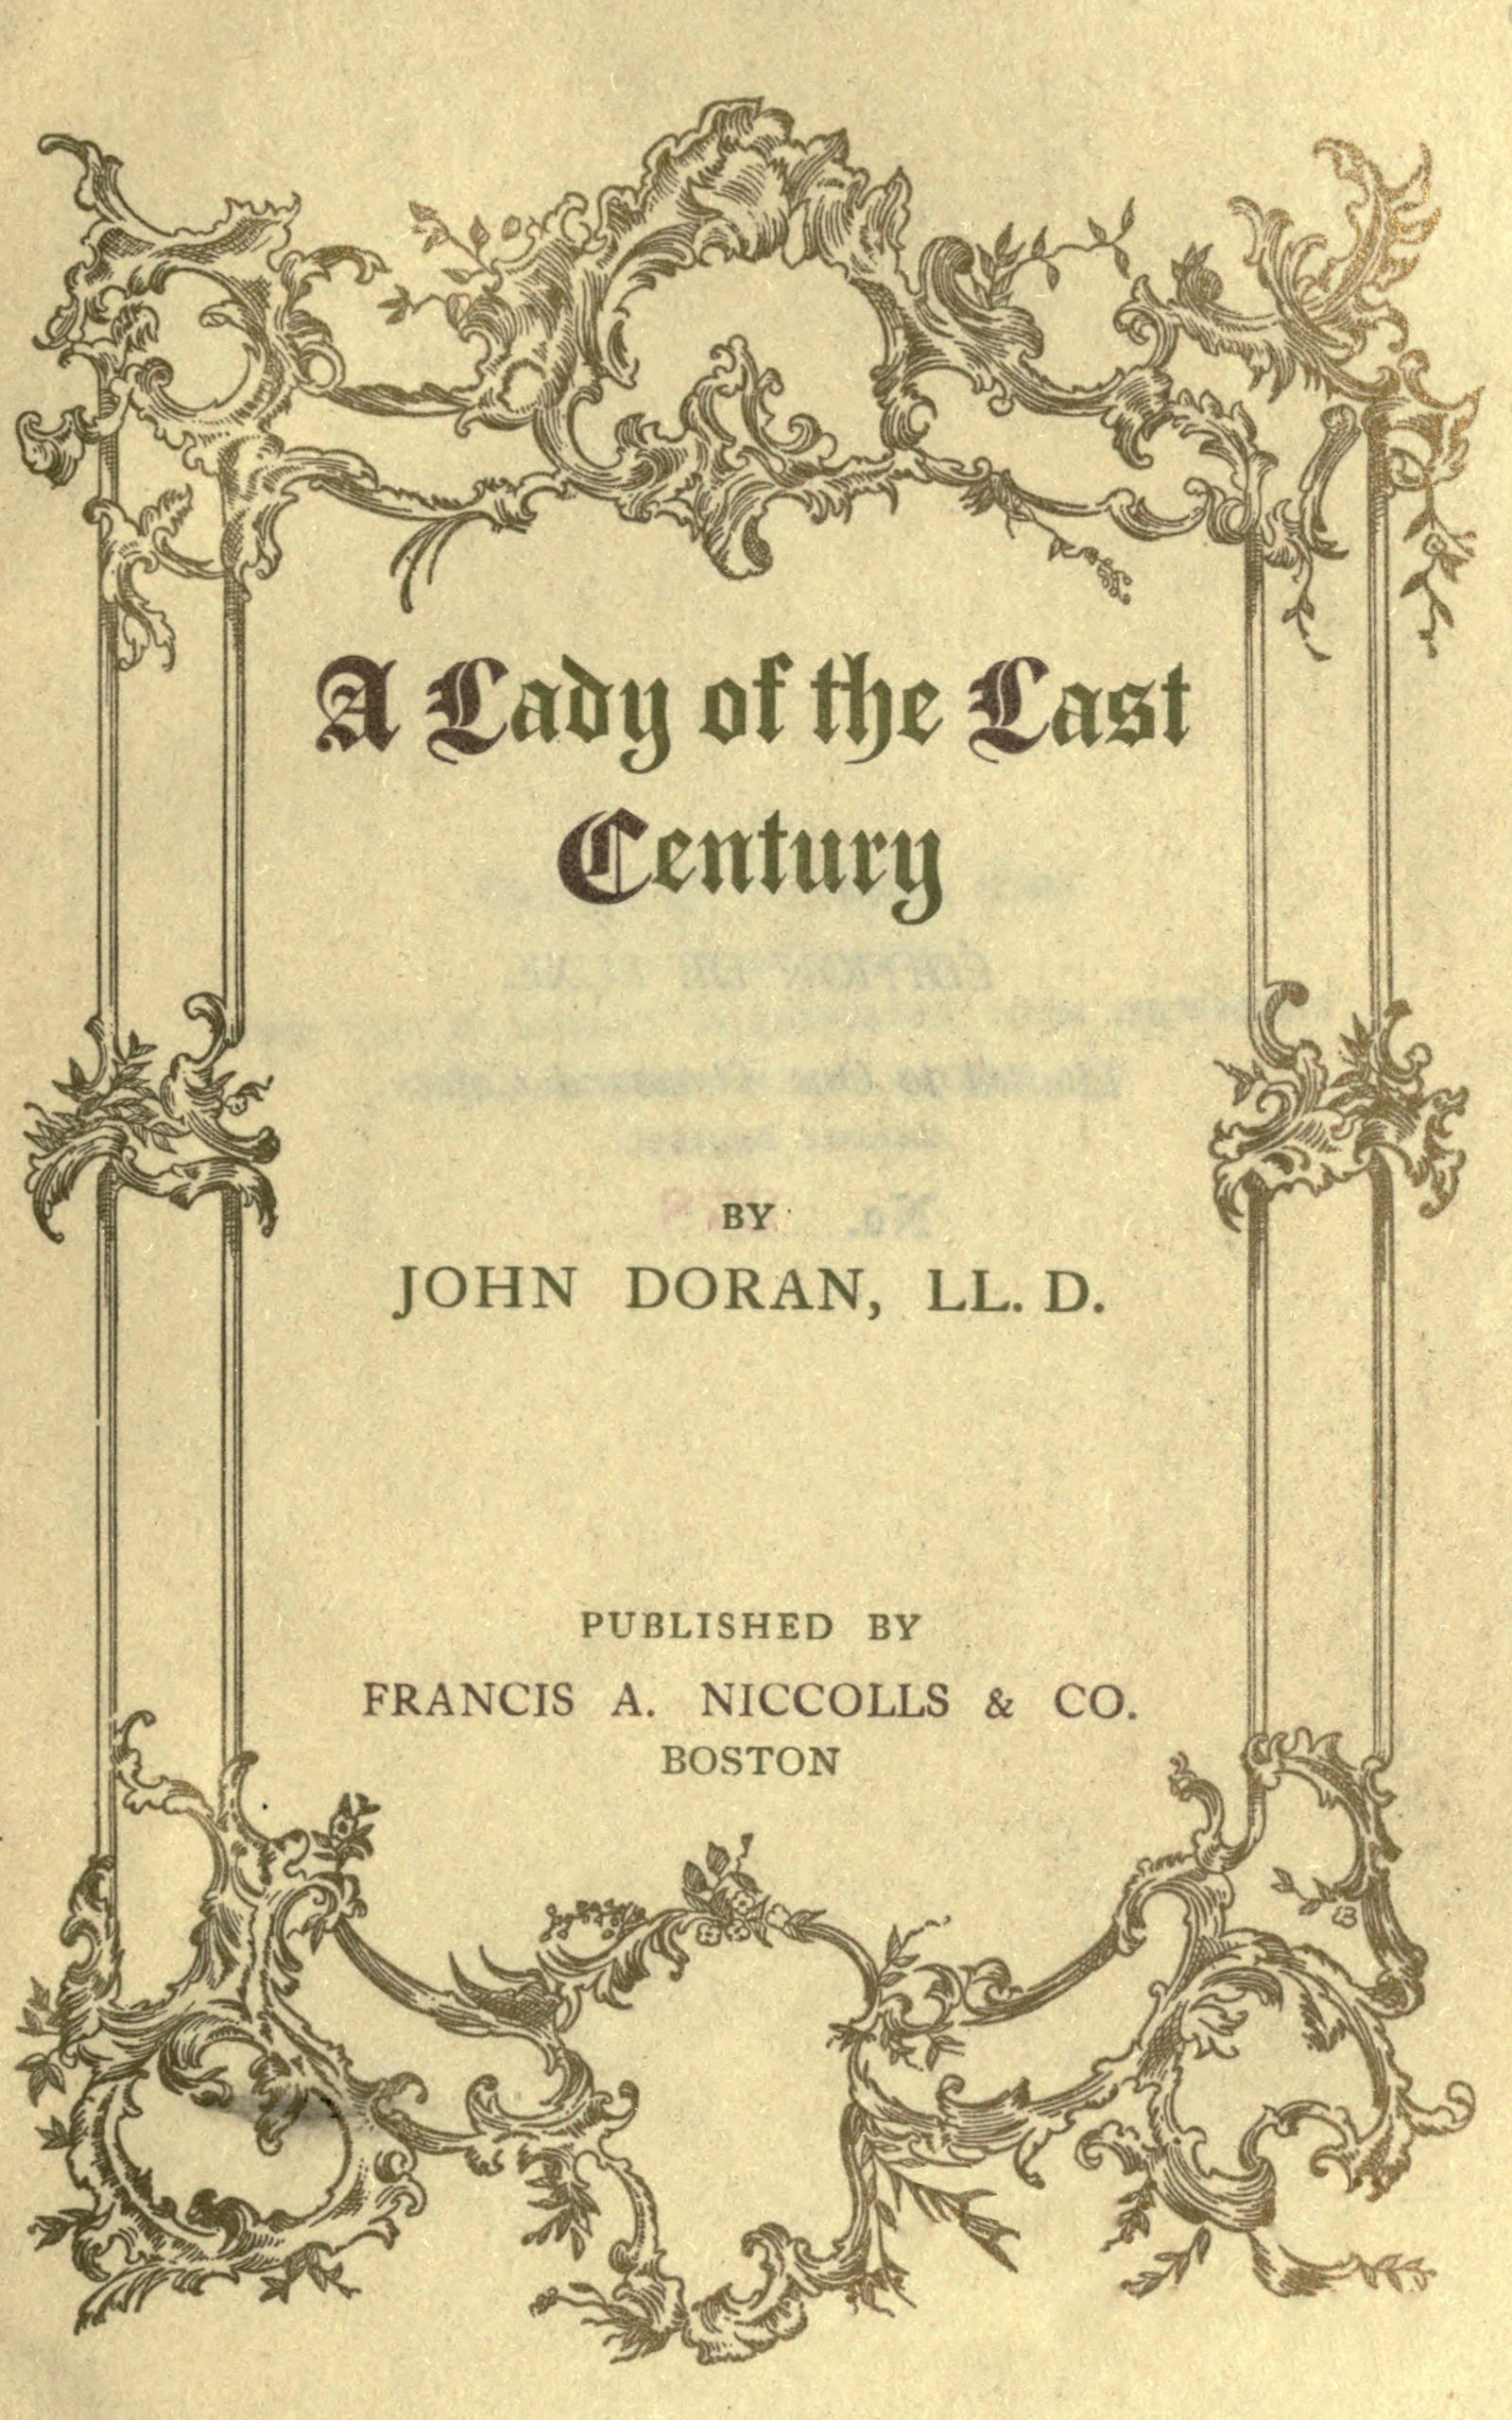 A Lady of the Last
Century
BY
JOHN DORAN, LL. D.
PUBLISHED BY
FRANCIS A. NICCOLLS & CO.
BOSTON